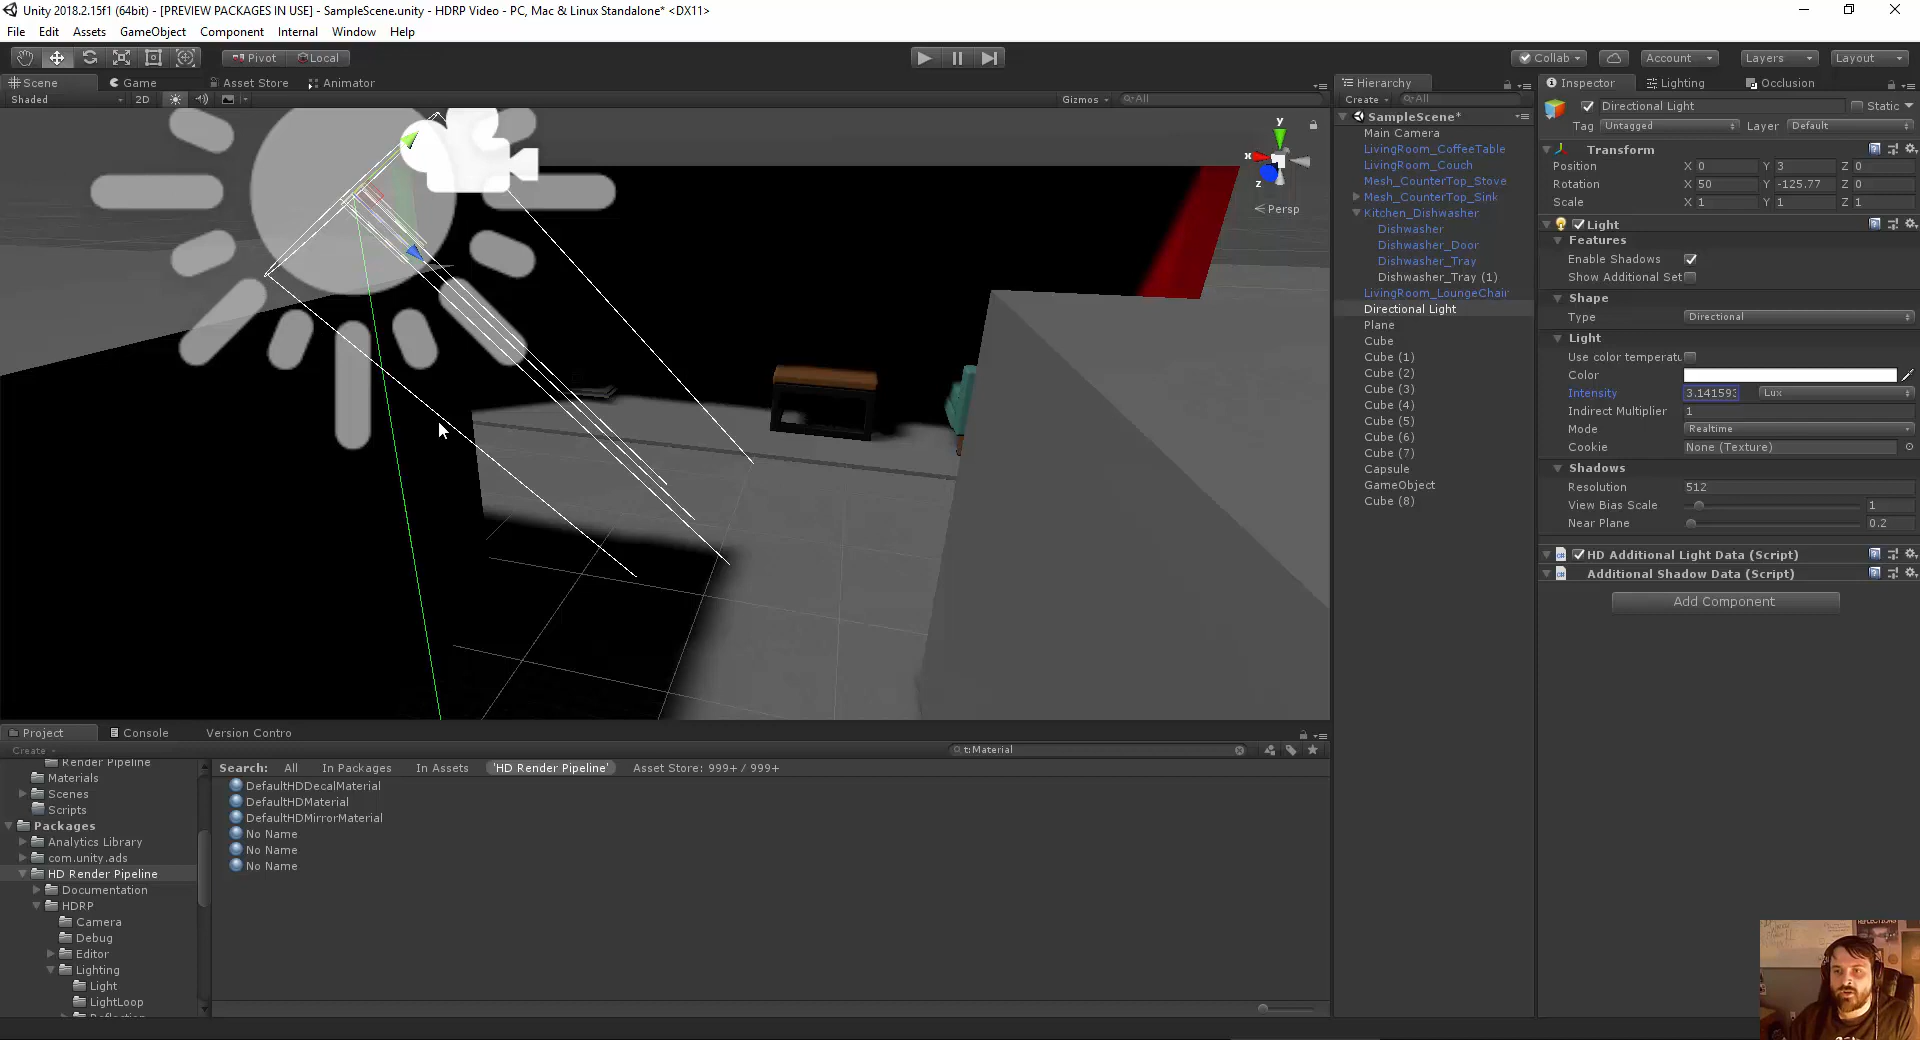 Unity 2018.2.15f1 (64bit) - [PREVIEW PACKAGES IN USE] - SampleScene.unity - HDRP Video - PC, Mac & Linux Standalone* <DX11>
File Edit Assets GameObject Component Internal Window Help
Pivot Local Collab Account Layers Layout
Scene Game Asset Store Animator
Shaded 2D Gizmos All
y
x
z
Persp
Hierarchy
Create All
SampleScene*
Main Camera
LivingRoom_CoffeeTable
LivingRoom_Couch
Mesh_CounterTop_Stove
Mesh_CounterTop_Sink
Kitchen_Dishwasher
Dishwasher
Dishwasher_Door
Dishwasher_Tray
Dishwasher_Tray (1)
LivingRoom_LoungeChair
Directional Light
Plane
Cube
Cube (1)
Cube (2)
Cube (3)
Cube (4)
Cube (5)
Cube (6)
Cube (7)
Capsule
GameObject
Cube (8)
Inspector Lighting Occlusion
Directional Light Static
Tag Untagged Layer Default
Transform
Position X 0 Y 3 Z 0
Rotation X 50 Y -125.77 Z 0
Scale X 1 Y 1 Z 1
Light
Features
Enable Shadows
Show Additional Set
Shape
Type Directional
Light
Use color temperatu
Color
Intensity 3.141593 Lux
Indirect Multiplier 1
Mode Realtime
Cookie None (Texture)
Shadows
Resolution 512
View Bias Scale 1
Near Plane 0.2
HD Additional Light Data (Script)
Additional Shadow Data (Script)
Add Component
Project Console Version Contro
Create t:Material
Render Pipeline
Materials
Scenes
Scripts
Packages
Analytics Library
com.unity.ads
HD Render Pipeline
Documentation
HDRP
Camera
Debug
Editor
Lighting
Light
LightLoop
Reflection
Search: All In Packages In Assets 'HD Render Pipeline' Asset Store: 999+ / 999+
DefaultHDDecalMaterial
DefaultHDMaterial
DefaultHDMirrorMaterial
No Name
No Name
No Name